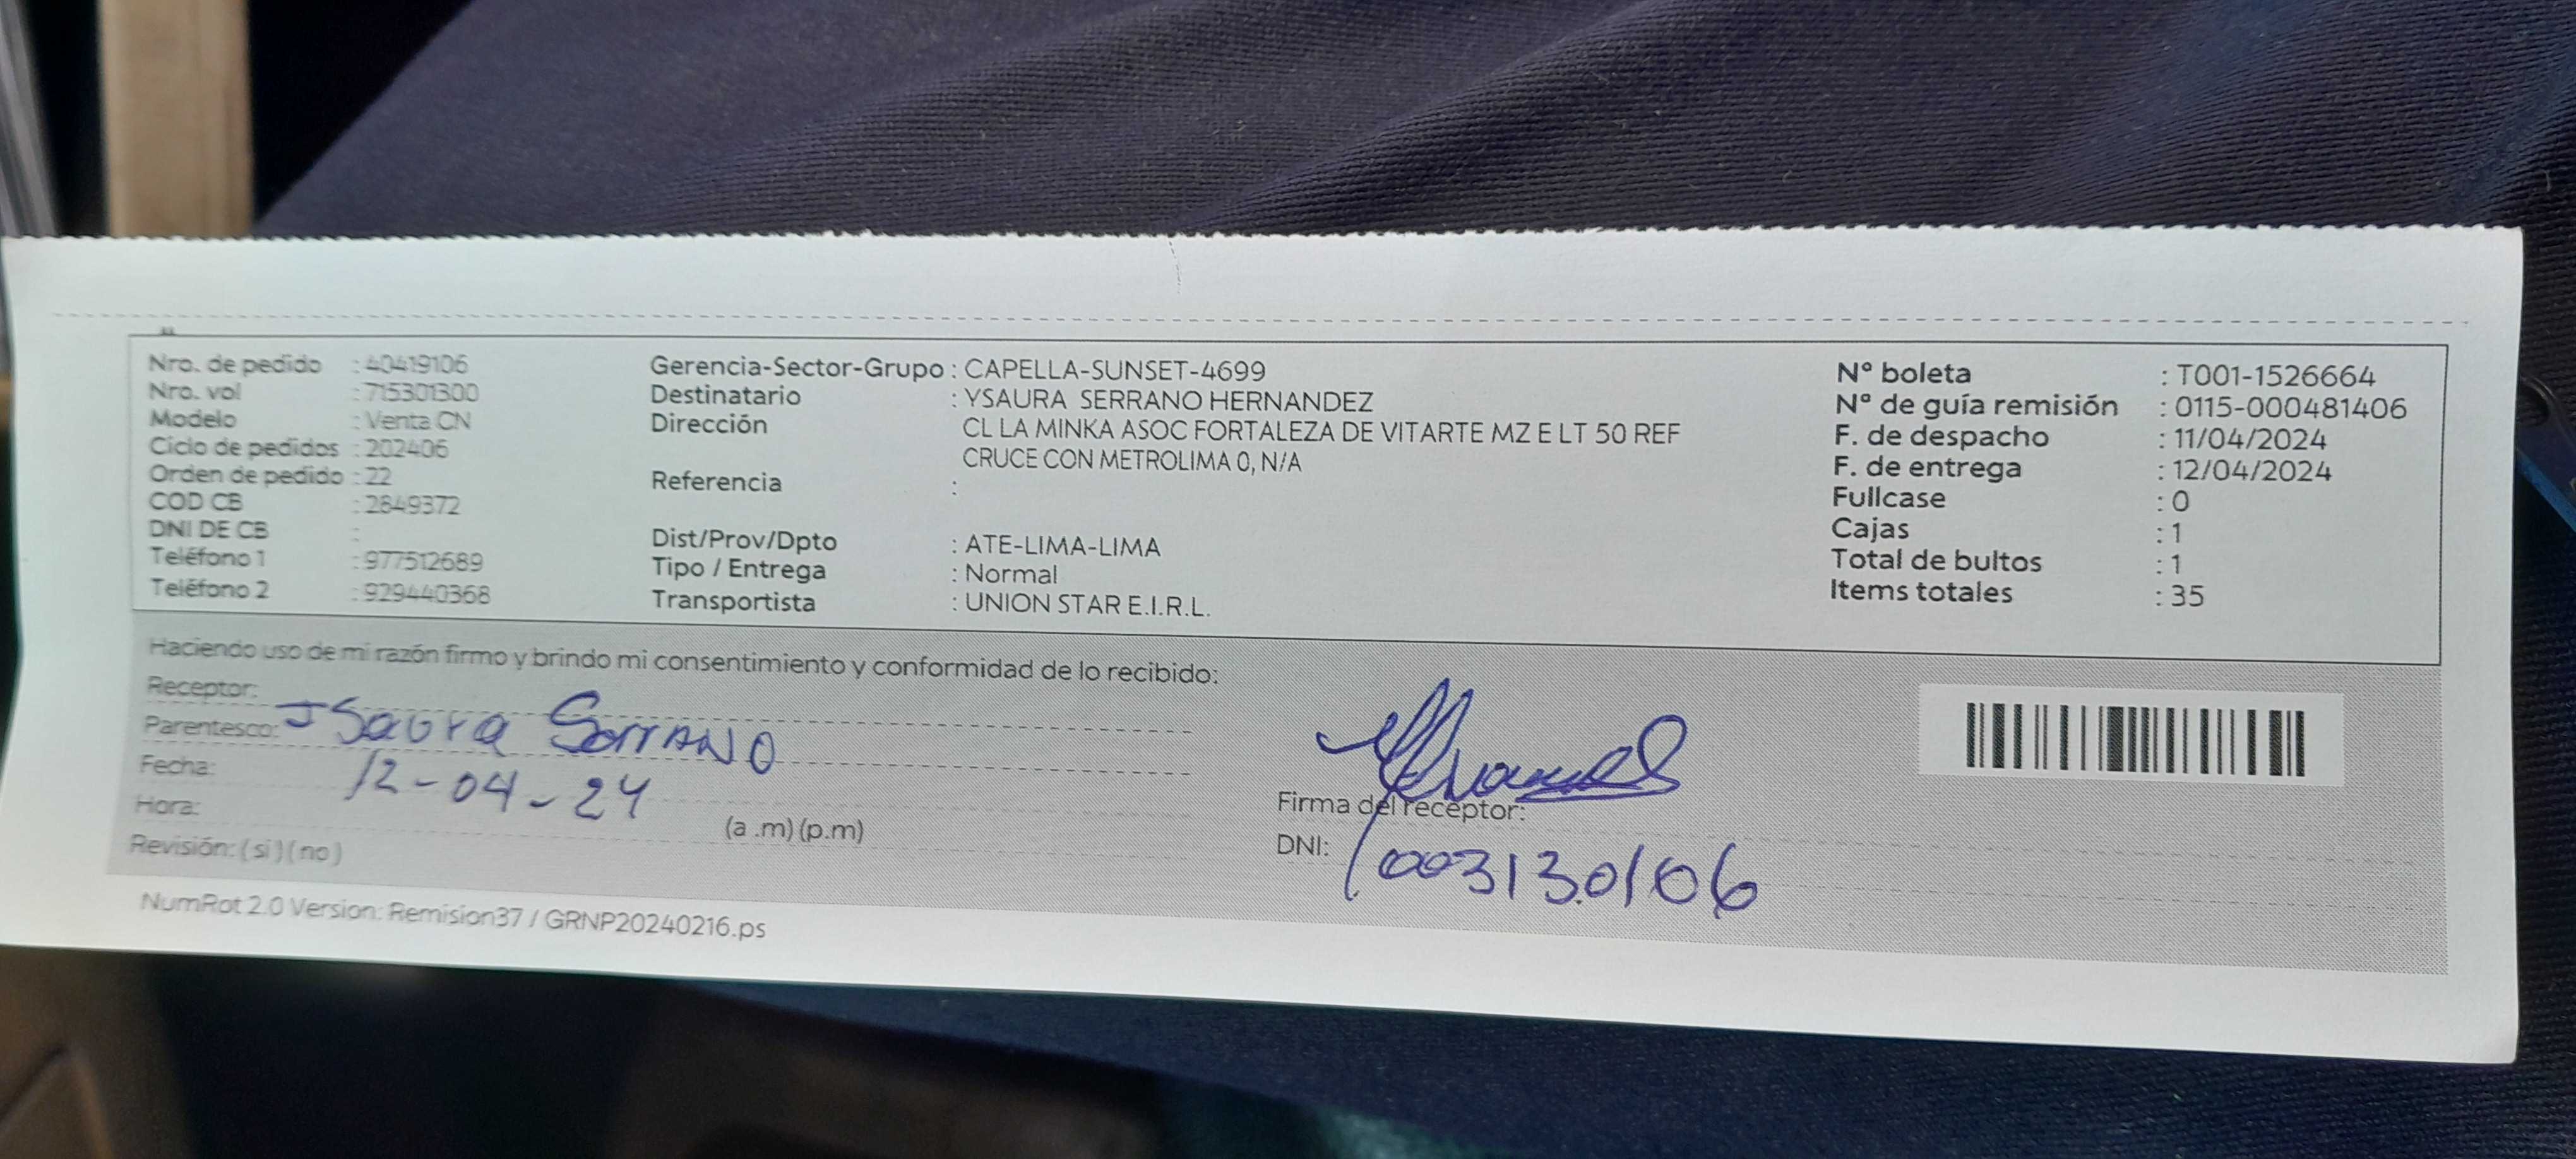 Nro. de pedido : 40419106
Nro. vol : 715301300
Modelo : Venta CN
Ciclo de pedidos : 202406
Orden de pedido : 22
COD CB : 2849372
DNI DE CB :
Teléfono 1 : 977512689
Teléfono 2 : 929440368
Gerencia-Sector-Grupo : CAPELLA-SUNSET-4699
Destinatario : YSAURA SERRANO HERNANDEZ
Dirección CL LA MINKA ASOC FORTALEZA DE VITARTE MZ E LT 50 REF
CRUCE CON METROLIMA 0, N/A
Referencia :
Dist/Prov/Dpto : ATE-LIMA-LIMA
Tipo / Entrega : Normal
Transportista : UNION STAR E.I.R.L.
N° boleta : T001-1526664
N° de guía remisión : 0115-000481406
F. de despacho : 11/04/2024
F. de entrega : 12/04/2024
Fullcase : 0
Cajas : 1
Total de bultos : 1
Items totales : 35
Haciendo uso de mi razón firmo y brindo mi consentimiento y conformidad de lo recibido:
Receptor:
Parentesco: Isaura Serrano
Fecha: 12-04-24
Hora: (a .m) (p.m)
Revisión: ( si ) ( no )
Firma del receptor:
DNI: 003130106
NumRot 2.0 Version: Remision37 / GRNP20240216.ps